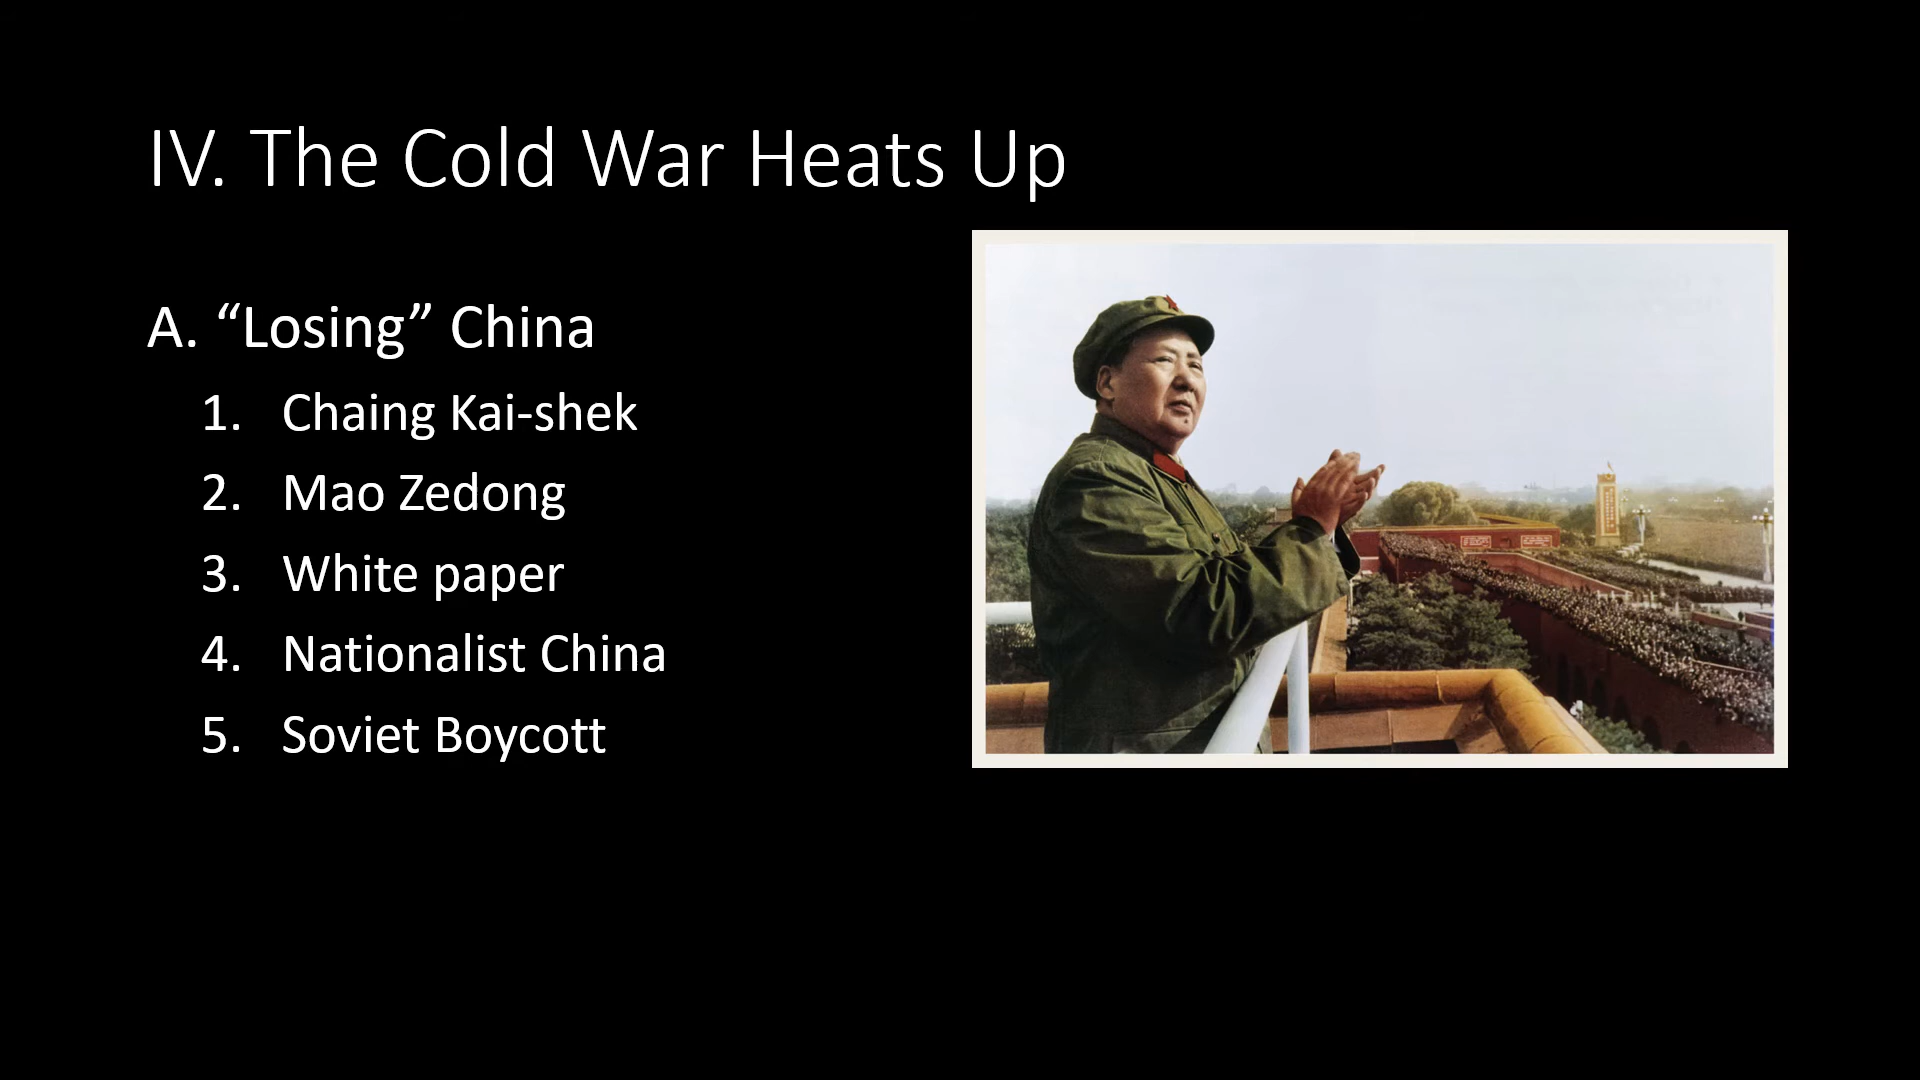 IV. The Cold War Heats Up
A. “Losing” China
1. Chaing Kai-shek
2. Mao Zedong
3. White paper
4. Nationalist China
5. Soviet Boycott